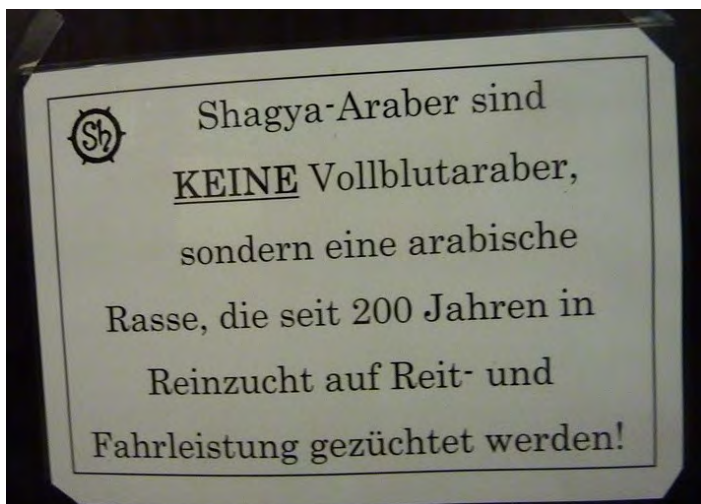 Sh
Shagya-Araber sind
KEINE Vollblutaraber,
sondern eine arabische
Rasse, die seit 200 Jahren in
Reinzucht auf Reit- und
Fahrleistung gezüchtet werden!